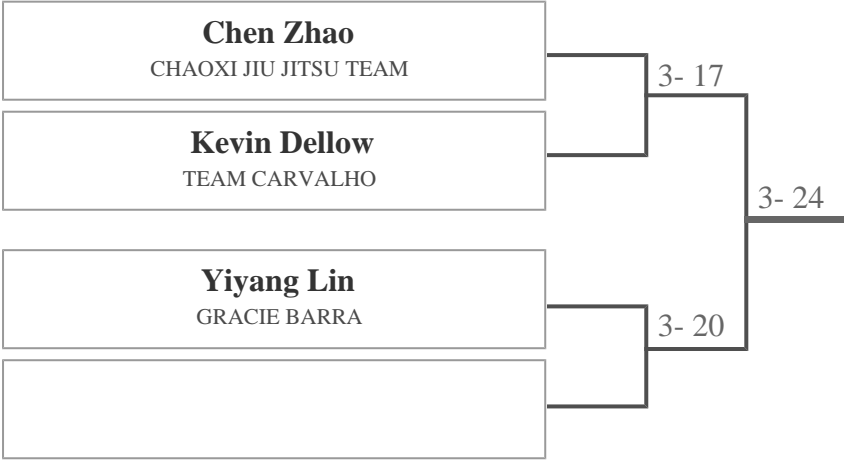 Chen Zhao
CHAOXI JIU JITSU TEAM
3- 17
Kevin Dellow
TEAM CARVALHO
3- 24
Yiyang Lin
GRACIE BARRA
3- 20